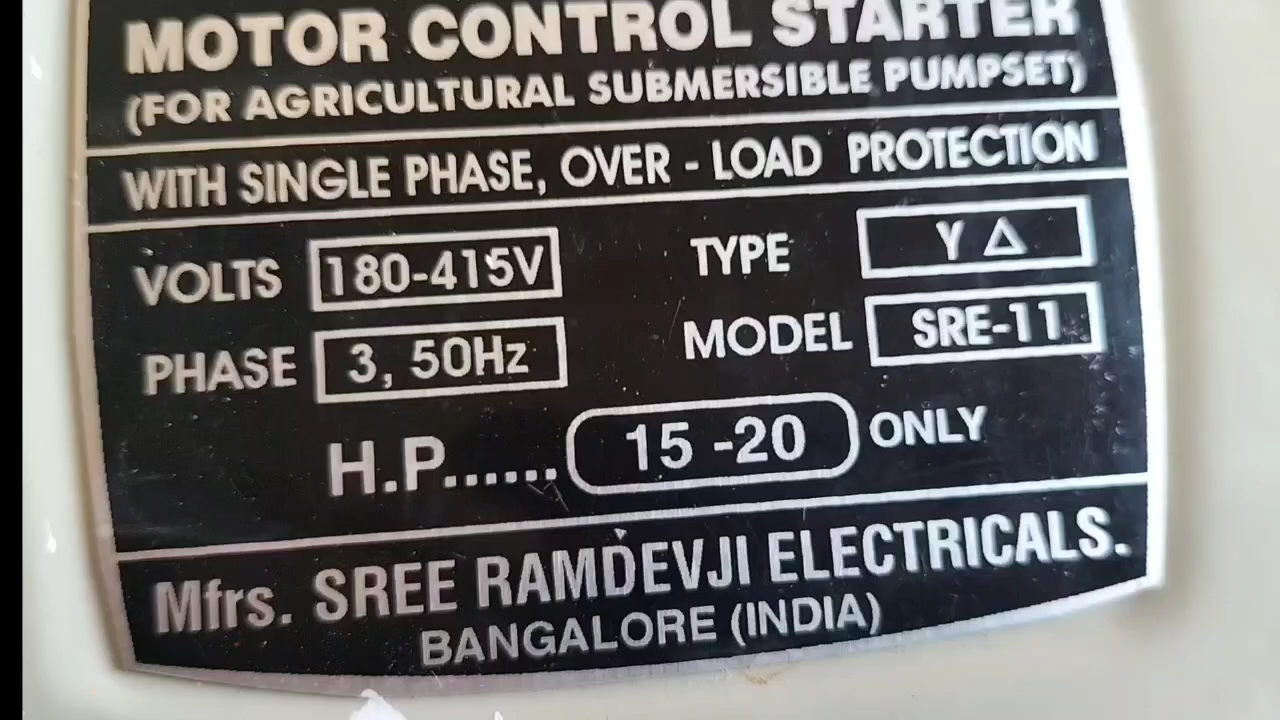 MOTOR CONTROL STARTER
(FOR AGRICULTURAL SUBMERSIBLE PUMPSET)
WITH SINGLE PHASE, OVER - LOAD PROTECTION
VOLTS 180-415V TYPE Y Δ
PHASE 3, 50Hz MODEL SRE-11
H.P...... 15 -20 ONLY
Mfrs. SREE RAMDEVJI ELECTRICALS.
BANGALORE (INDIA)